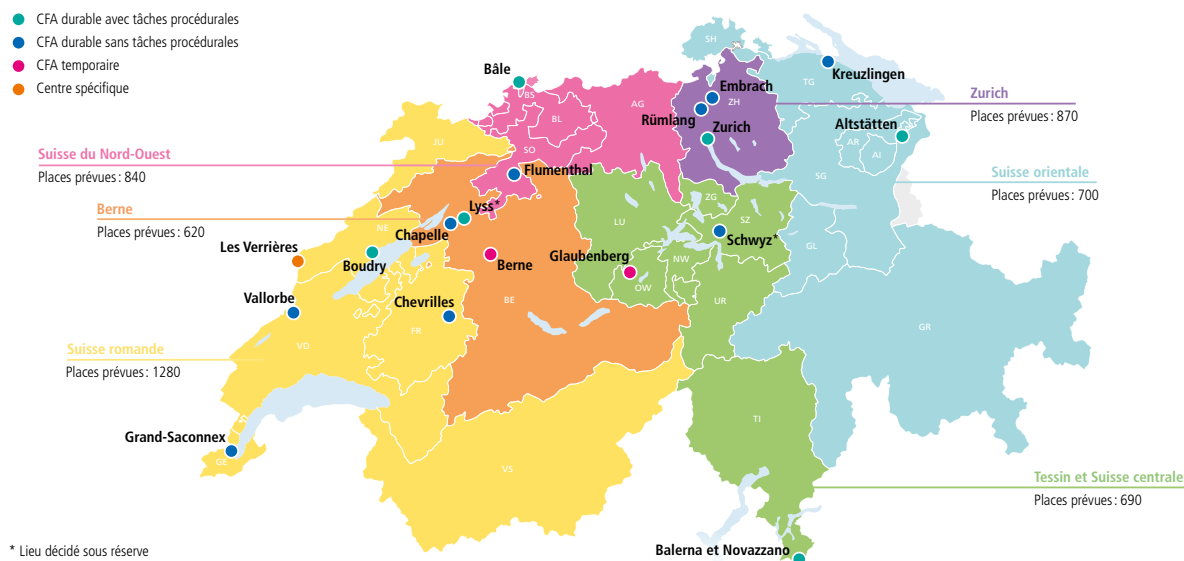 CFA durable avec tâches procédurales
CFA durable sans tâches procédurales
CFA temporaire
Centre spécifique
SH
Bâle
Kreuzlingen
TG
BS
Embrach
ZH
Zurich
Places prévues : 870
AG
BL
Rümlang
Altstätten
Zurich
AR
AI
JU
SO
Suisse du Nord-Ouest
Places prévues : 840
Flumenthal
SG
Suisse orientale
Places prévues : 700
ZG
Berne
Places prévues : 620
Lyss*
LU
SZ
NE
Chapelle
Schwyz*
GL
Les Verrières
Boudry
Berne
Glaubenberg
NW
OW
UR
Vallorbe
Chevrilles
BE
FR
GR
VD
Suisse romande
Places prévues : 1280
TI
Grand-Saconnex
GE
VS
Tessin et Suisse centrale
Places prévues : 690
Balerna et Novazzano
* Lieu décidé sous réserve